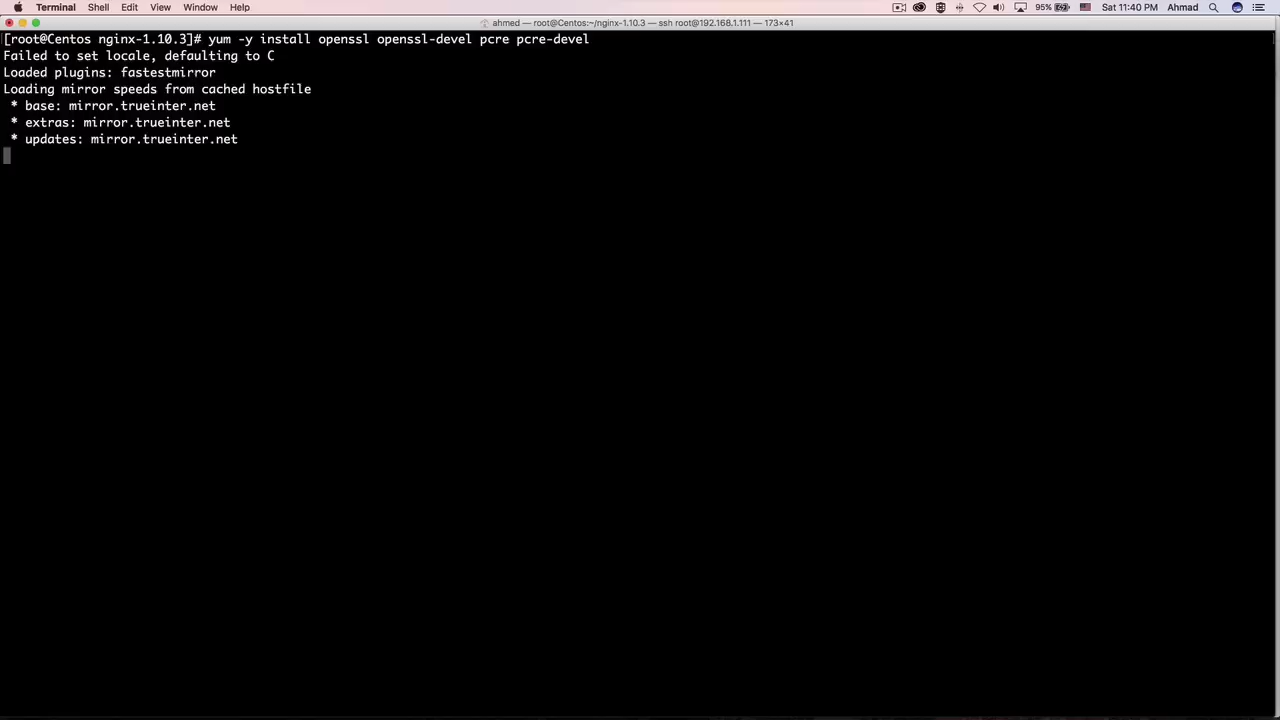 Terminal Shell Edit View Window Help 95% Sat 11:40 PM Ahmad
ahmed — root@Centos:~/nginx-1.10.3 — ssh root@192.168.1.111 — 173×41
[root@Centos nginx-1.10.3]# yum -y install openssl openssl-devel pcre pcre-devel
Failed to set locale, defaulting to C
Loaded plugins: fastestmirror
Loading mirror speeds from cached hostfile
 * base: mirror.trueinter.net
 * extras: mirror.trueinter.net
 * updates: mirror.trueinter.net